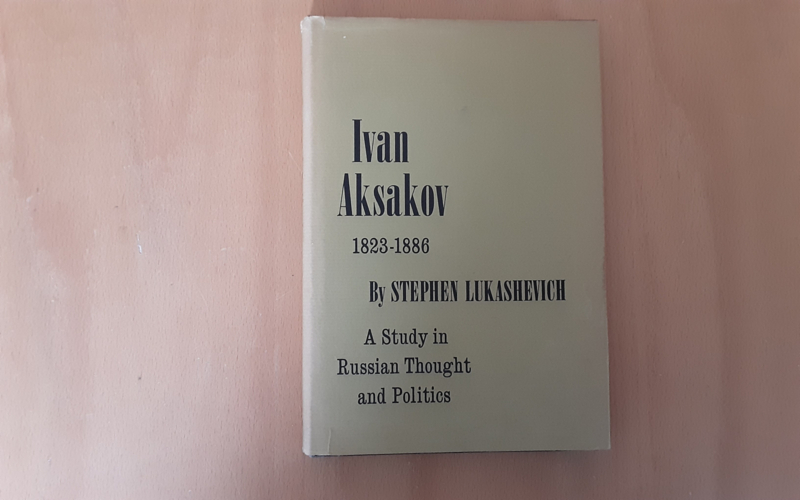 Ivan
Aksakov
1823-1886
By STEPHEN LUKASHEVICH
A Study in
Russian Thought
and Politics